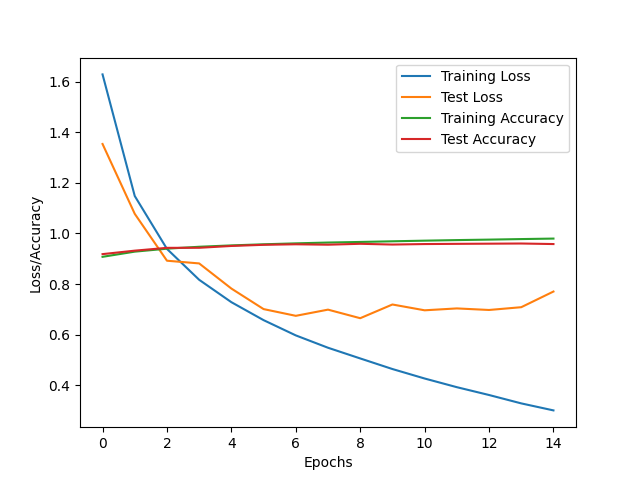 Training Loss
Test Loss
Training Accuracy
Test Accuracy
1.6
1.4
1.2
1.0
0.8
0.6
0.4
Loss/Accuracy
0 2 4 6 8 10 12 14
Epochs